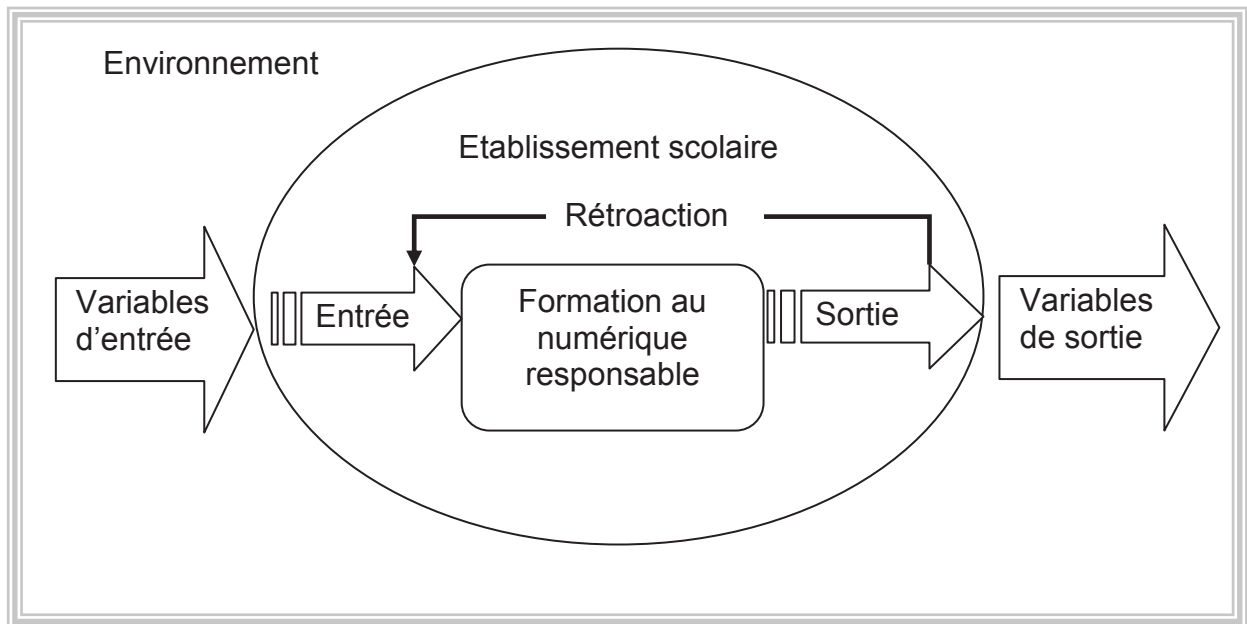 Environnement
Etablissement scolaire
Rétroaction
Variables
d’entrée
Entrée
Formation au
numérique
responsable
Sortie
Variables
de sortie